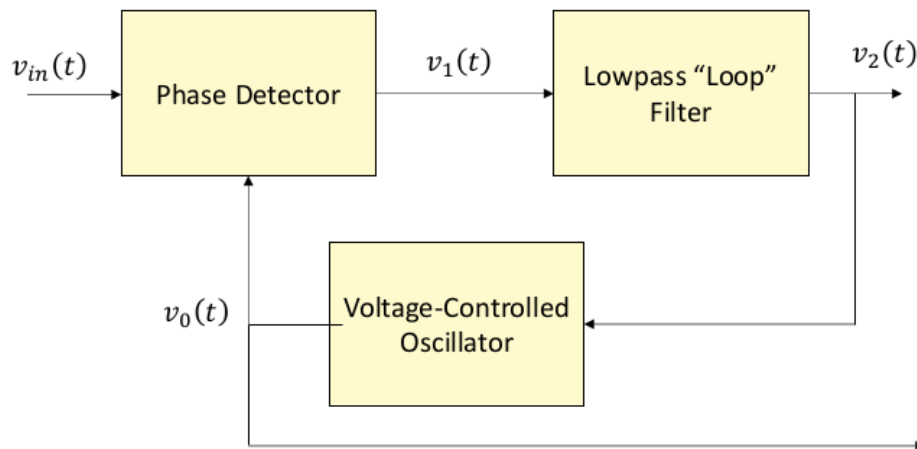 v_{in}(t)
Phase Detector
v_1(t)
Lowpass “Loop”
Filter
v_2(t)
v_0(t)
Voltage-Controlled
Oscillator